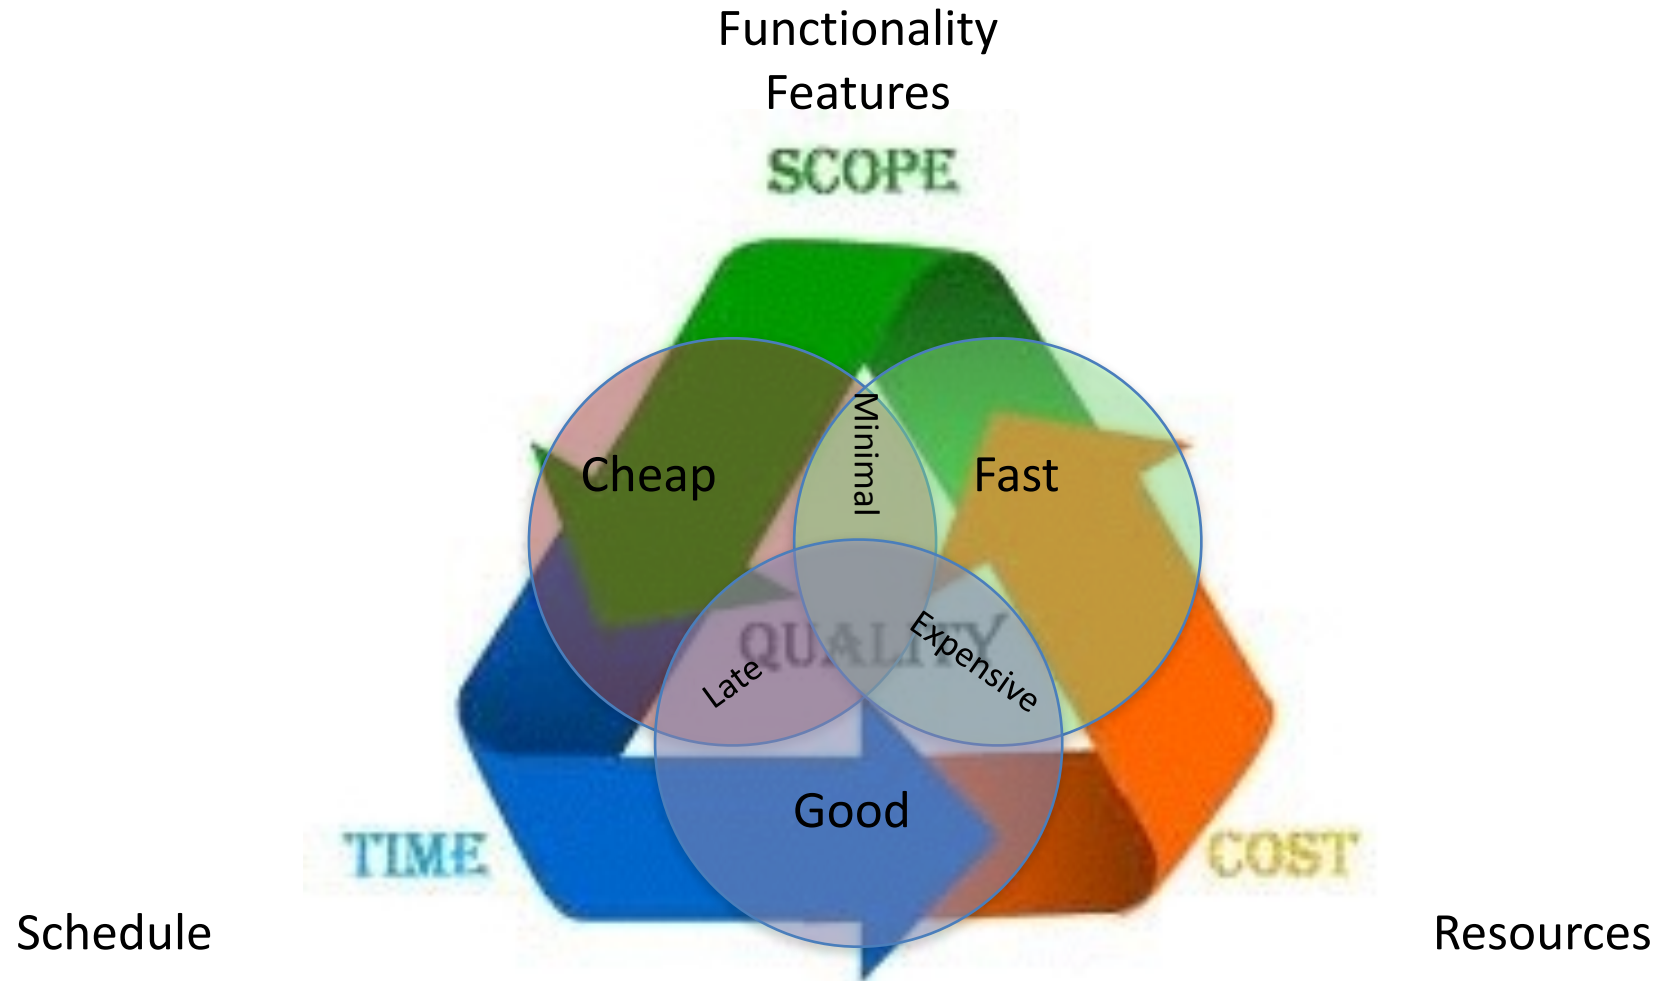 Functionality
Features
SCOPE
Cheap
Minimal
Fast
QUALITY
Late
Expensive
Good
TIME
COST
Schedule
Resources